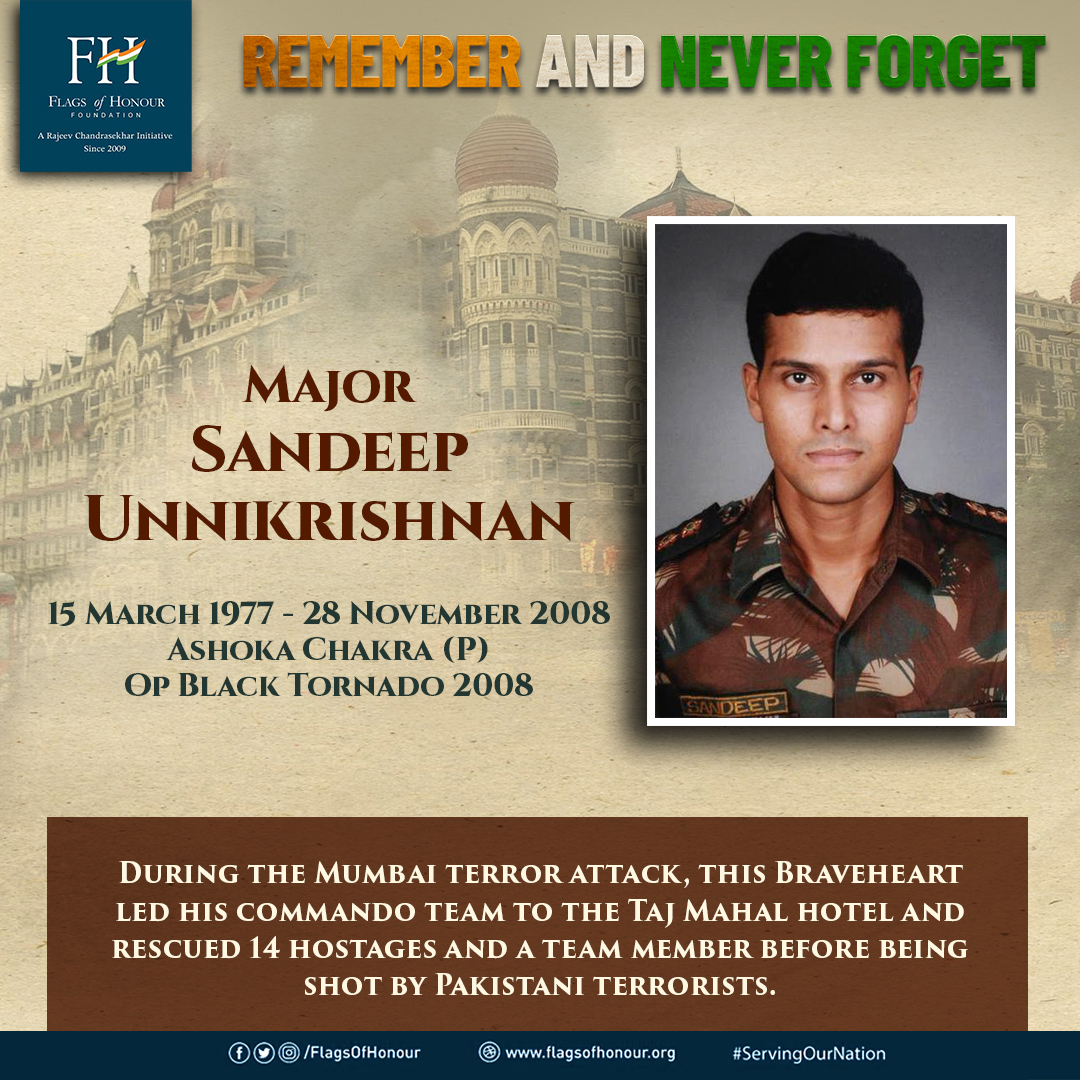 FH
FLAGS of HONOUR
FOUNDATION
A Rajeev Chandrasekhar Initiative
Since 2009
REMEMBER AND NEVER FORGET
MAJOR
SANDEEP
UNNIKRISHNAN
15 MARCH 1977 - 28 NOVEMBER 2008
ASHOKA CHAKRA (P)
OP BLACK TORNADO 2008
SANDEEP
DURING THE MUMBAI TERROR ATTACK, THIS BRAVEHEART
LED HIS COMMANDO TEAM TO THE TAJ MAHAL HOTEL AND
RESCUED 14 HOSTAGES AND A TEAM MEMBER BEFORE BEING
SHOT BY PAKISTANI TERRORISTS.
/FlagsOfHonour
www.flagsofhonour.org
#ServingOurNation